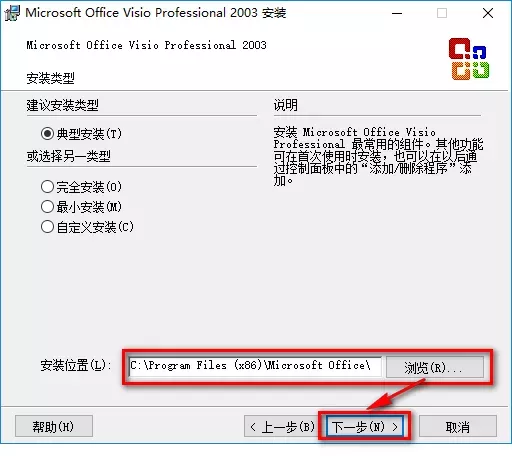 Microsoft Office Visio Professional 2003 安装
Microsoft Office Visio Professional 2003
安装类型
建议安装类型
典型安装(T)
或选择另一类型
完全安装(O)
最小安装(M)
自定义安装(C)
说明
安装 Microsoft Office Visio
Professional 最常用的组件。其他功能
可在首次使用时安装，也可以在以后通
过控制面板中的“添加/删除程序”添
加。
安装位置(L):
C:\Program Files (x86)\Microsoft Office\
浏览(R)...
帮助(H)
< 上一步(B)
下一步(N) >
取消